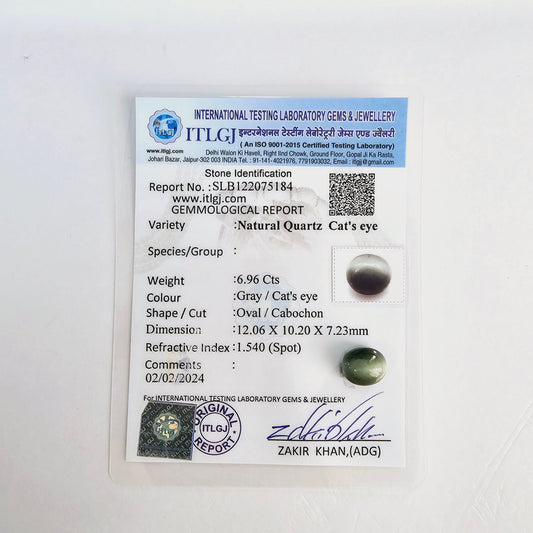 INTERNATIONAL TESTING LABORATORY GEMS & JEWELLERY
ITLGJ इन्टरनेशनल टेस्टिंग लेबोरेट्री जेम्स एण्ड ज्वैलरी
( An ISO 9001-2015 Certified Testing Laboratory)
www.itlgj.com
Delhi Walon Ki Haveli, Right IInd Chowk, Ground Floor, Gopal Ji Ka Rasta,
Johari Bazar, Jaipur-302 003 INDIA Tel.: 91-141-4021976, 7791903032, Email : itlgj@gmail.com
Stone Identification
Report No. :SLB122075184
www.itlgj.com
GEMMOLOGICAL REPORT
Variety :Natural Quartz Cat's eye
Species/Group :
Weight :6.96 Cts
Colour :Gray / Cat's eye
Shape / Cut :Oval / Cabochon
Dimension :12.06 X 10.20 X 7.23mm
Refractive Index :1.540 (Spot)
Comments :
02/02/2024
For INTERNATIONAL TESTING LABORATORY GEMS & JEWELLERY
ORIGINAL
ITLGJ
REPORT
ZAKIR KHAN,(ADG)